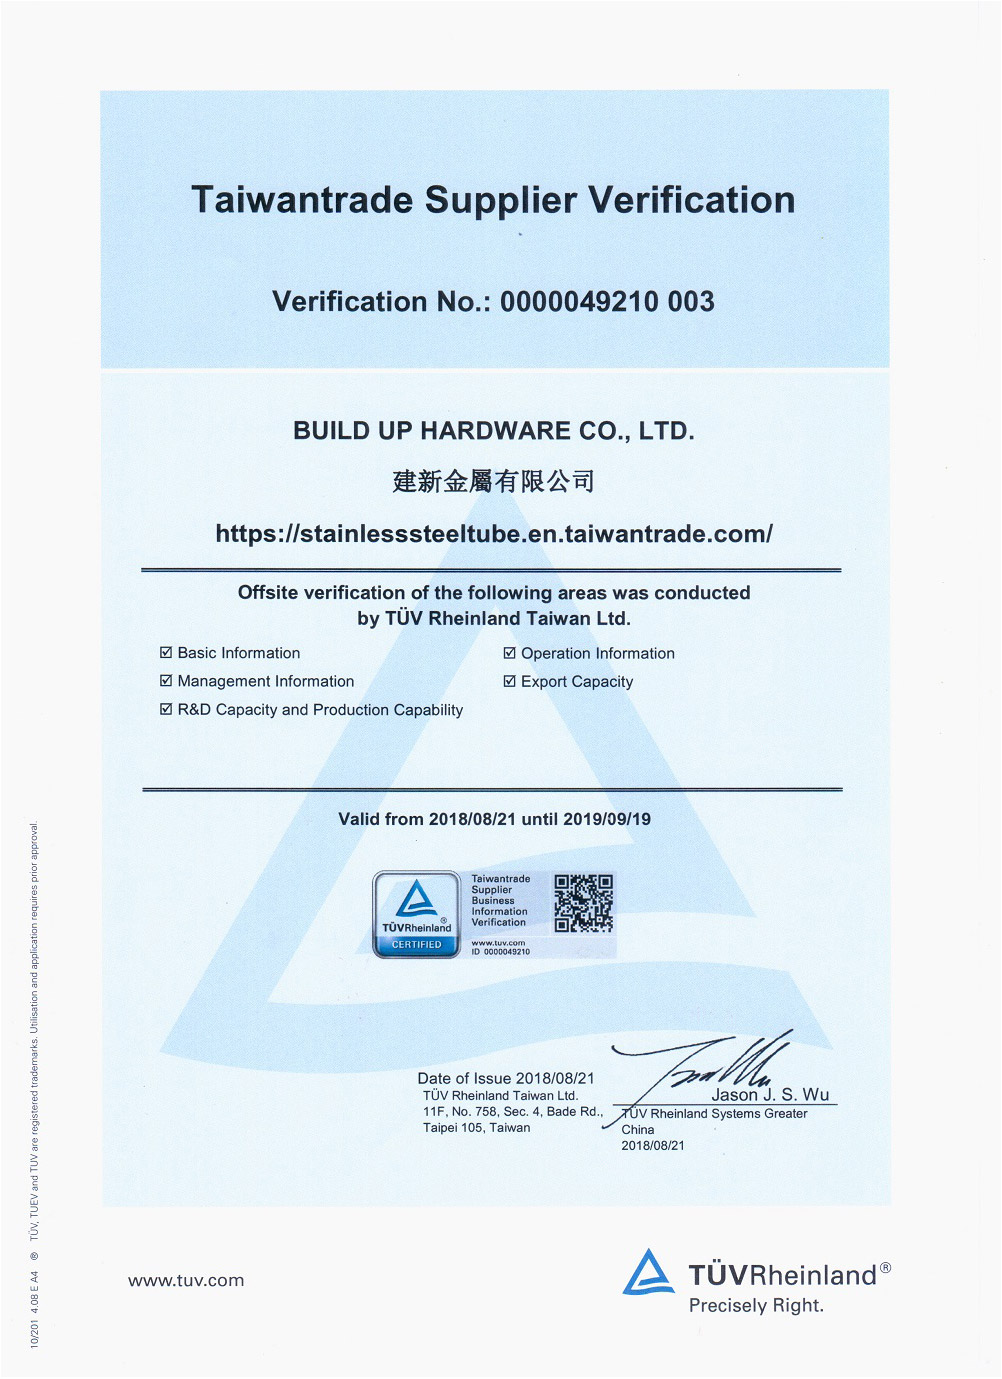 Taiwantrade Supplier Verification
Verification No.: 0000049210 003
BUILD UP HARDWARE CO., LTD.
建新金屬有限公司
https://stainlesssteeltube.en.taiwantrade.com/
Offsite verification of the following areas was conducted
by TÜV Rheinland Taiwan Ltd.
☑ Basic Information
☑ Operation Information
☑ Management Information
☑ Export Capacity
☑ R&D Capacity and Production Capability
Valid from 2018/08/21 until 2019/09/19
TÜVRheinland®
CERTIFIED
Taiwantrade
Supplier
Business
Information
Verification
www.tuv.com
ID 0000049210
Date of Issue 2018/08/21
TÜV Rheinland Taiwan Ltd.
11F, No. 758, Sec. 4, Bade Rd.,
Taipei 105, Taiwan
Jason J. S. Wu
TÜV Rheinland Systems Greater
China
2018/08/21
10/201 4.08 E A4 ® TÜV, TUEV and TUV are registered trademarks. Utilisation and application requires prior approval.
www.tuv.com
TÜVRheinland®
Precisely Right.